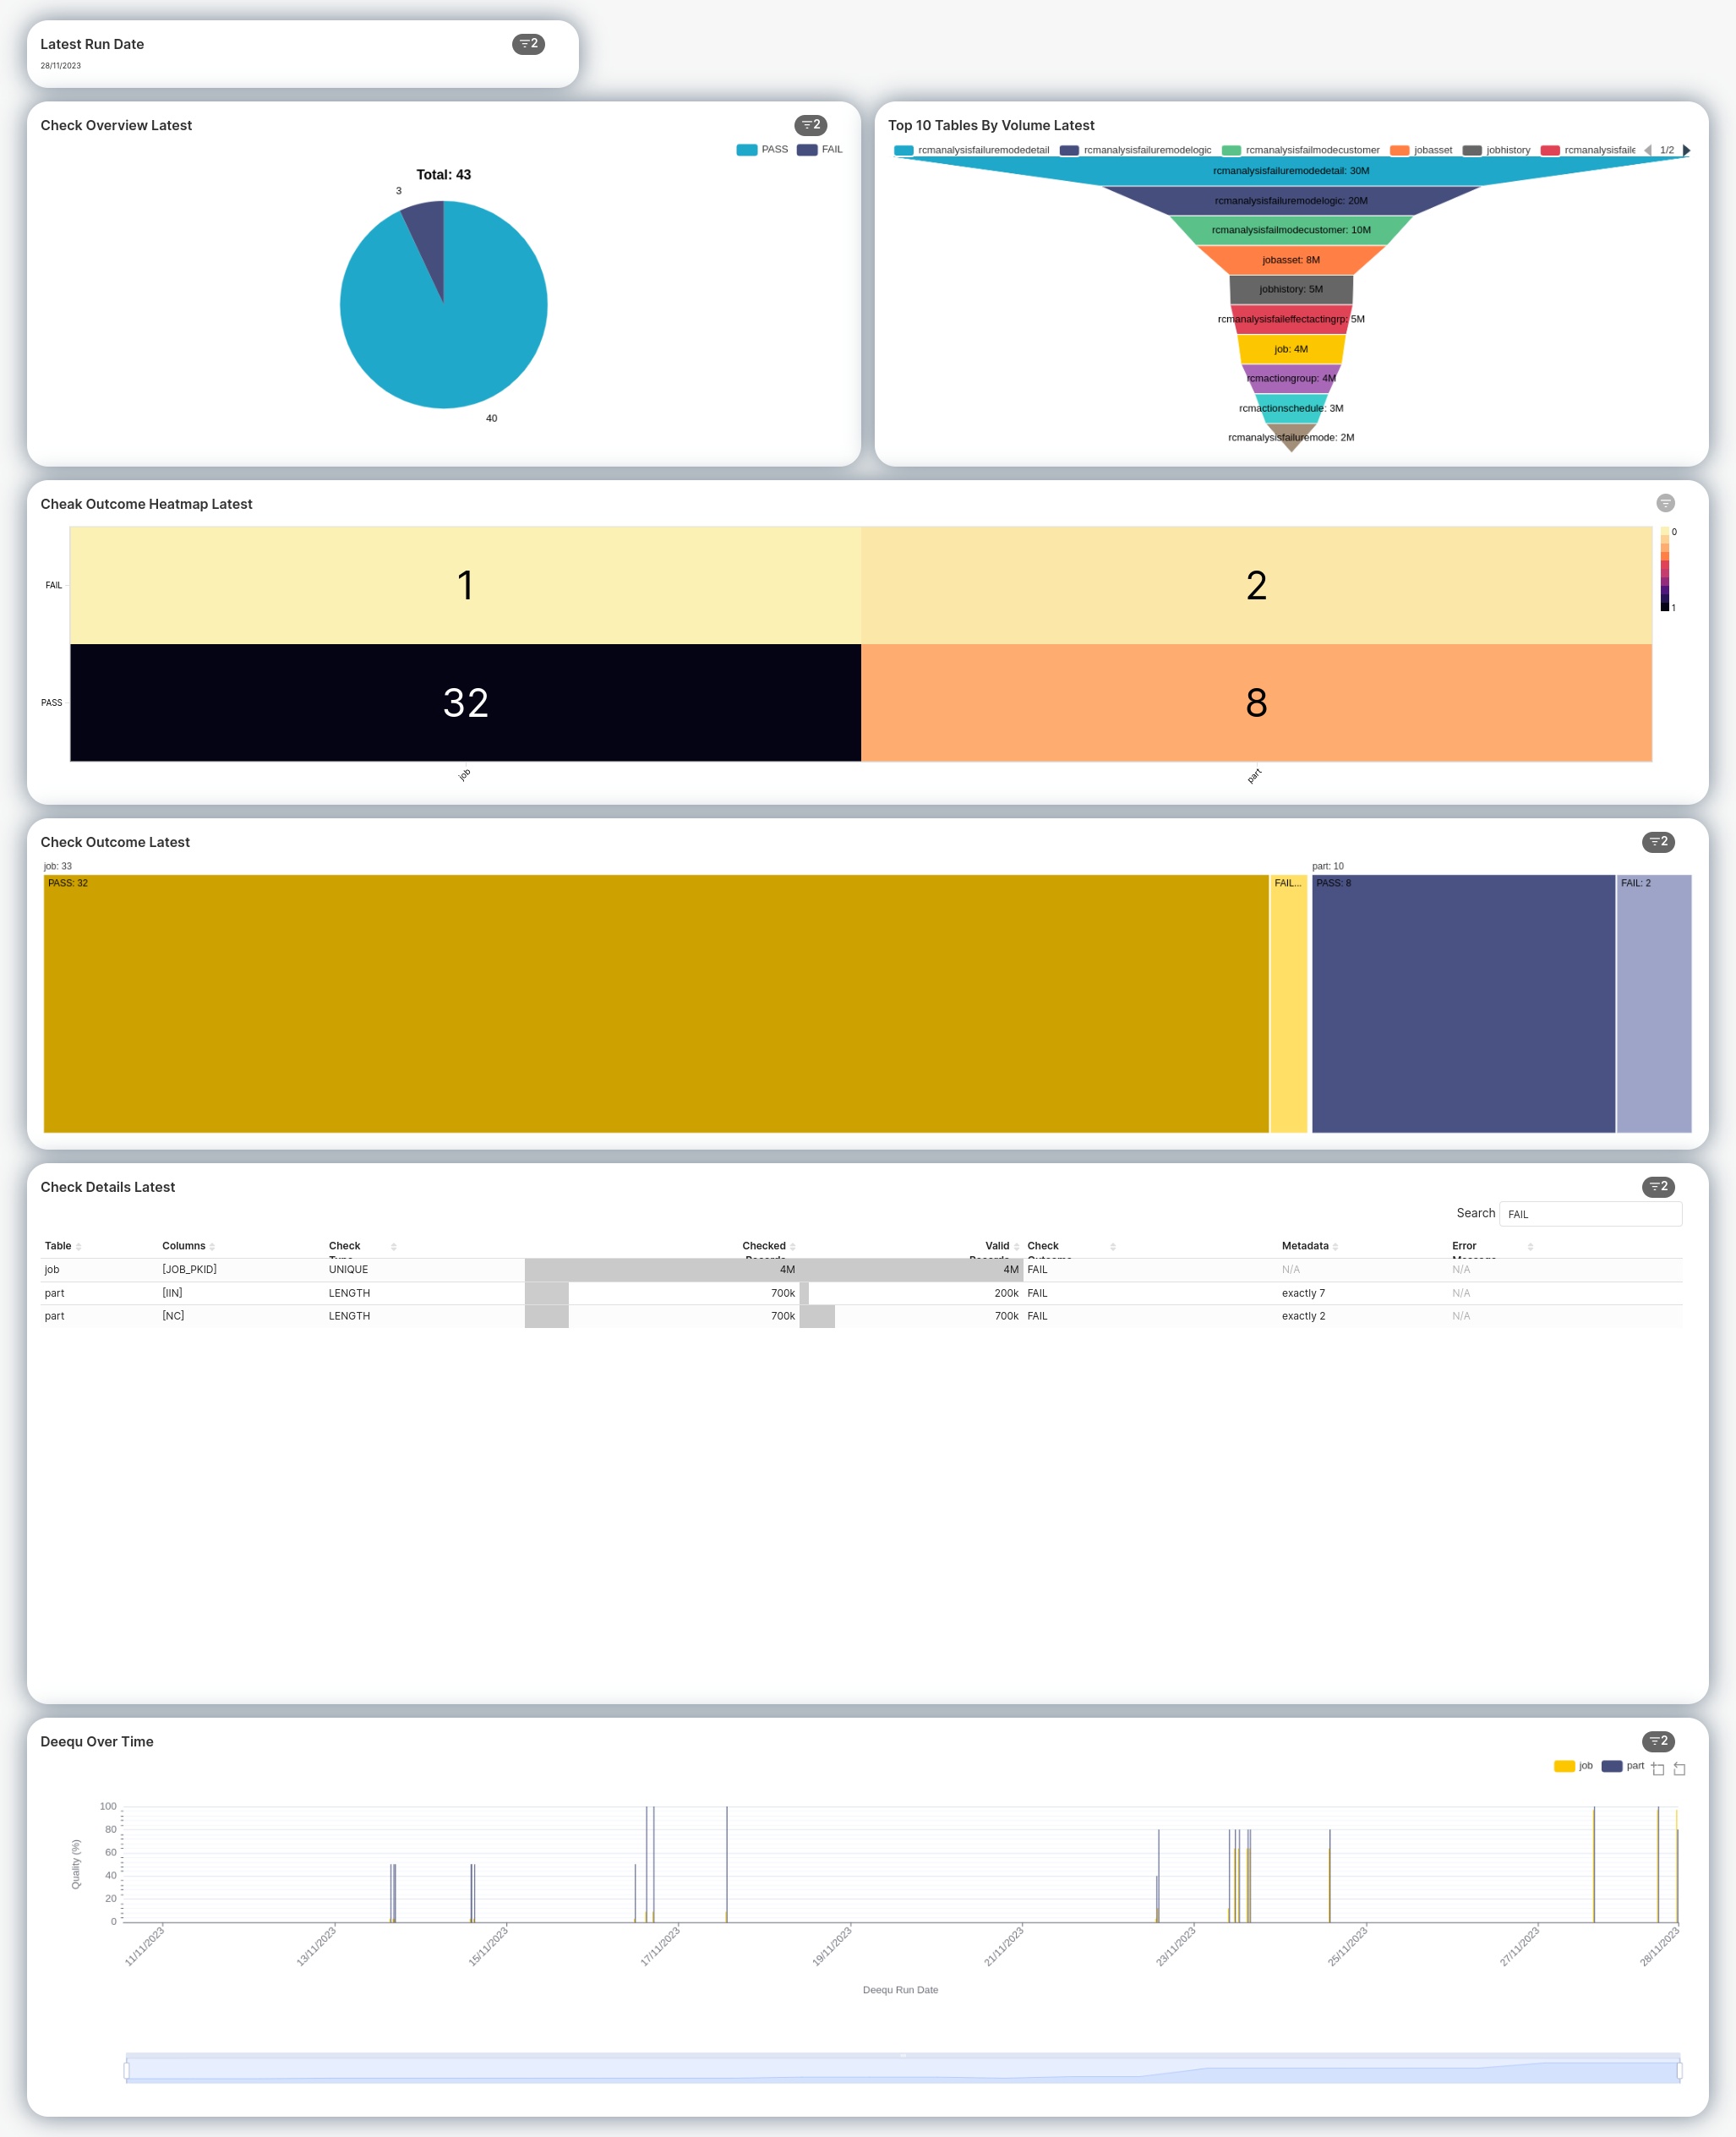 Latest Run Date
2
28/11/2023
Check Overview Latest
2
PASS FAIL
Total: 43
3
40
Top 10 Tables By Volume Latest
rcmanalysisfailuremodedetail rcmanalysisfailuremodelogic rcmanalysisfailmodecustomer jobasset jobhistory rcmanalysisfaile 1/2
rcmanalysisfailuremodedetail: 30M
rcmanalysisfailuremodelogic: 20M
rcmanalysisfailmodecustomer: 10M
jobasset: 8M
jobhistory: 5M
rcmanalysisfaileffectactingrp: 5M
job: 4M
rcmactiongroup: 4M
rcmactionschedule: 3M
rcmanalysisfailuremode: 2M
Cheak Outcome Heatmap Latest
0
1
FAIL 1 2
PASS 32 8
job part
Check Outcome Latest
2
job: 33 part: 10
PASS: 32 FAIL... PASS: 8 FAIL: 2
Check Details Latest
2
Search FAIL
Table Columns Check Checked Valid Check Metadata Error
job [JOB_PKID] UNIQUE 4M 4M FAIL N/A N/A
part [IIN] LENGTH 700k 200k FAIL exactly 7 N/A
part [NC] LENGTH 700k 700k FAIL exactly 2 N/A
Deequ Over Time
2
job part
Quality (%)
100
80
60
40
20
0
11/11/2023 13/11/2023 15/11/2023 17/11/2023 19/11/2023 21/11/2023 23/11/2023 25/11/2023 27/11/2023 28/11/2023
Deequ Run Date